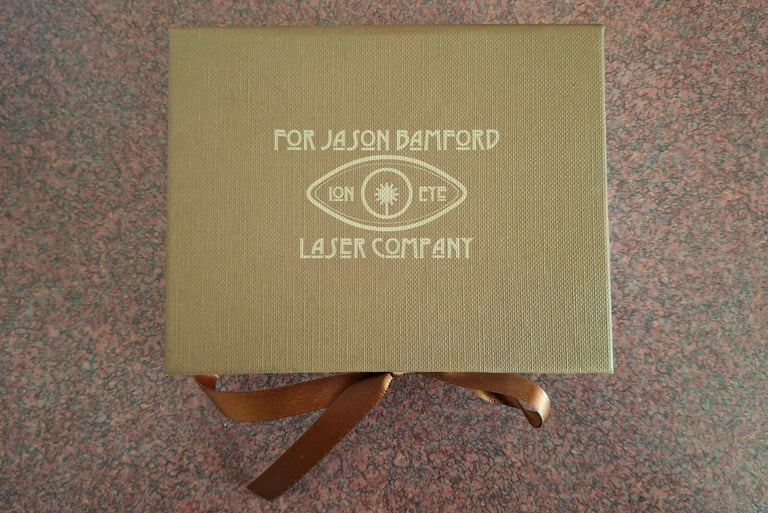 FOR JASON BAMFORD
ION EYE
LASER COMPANY